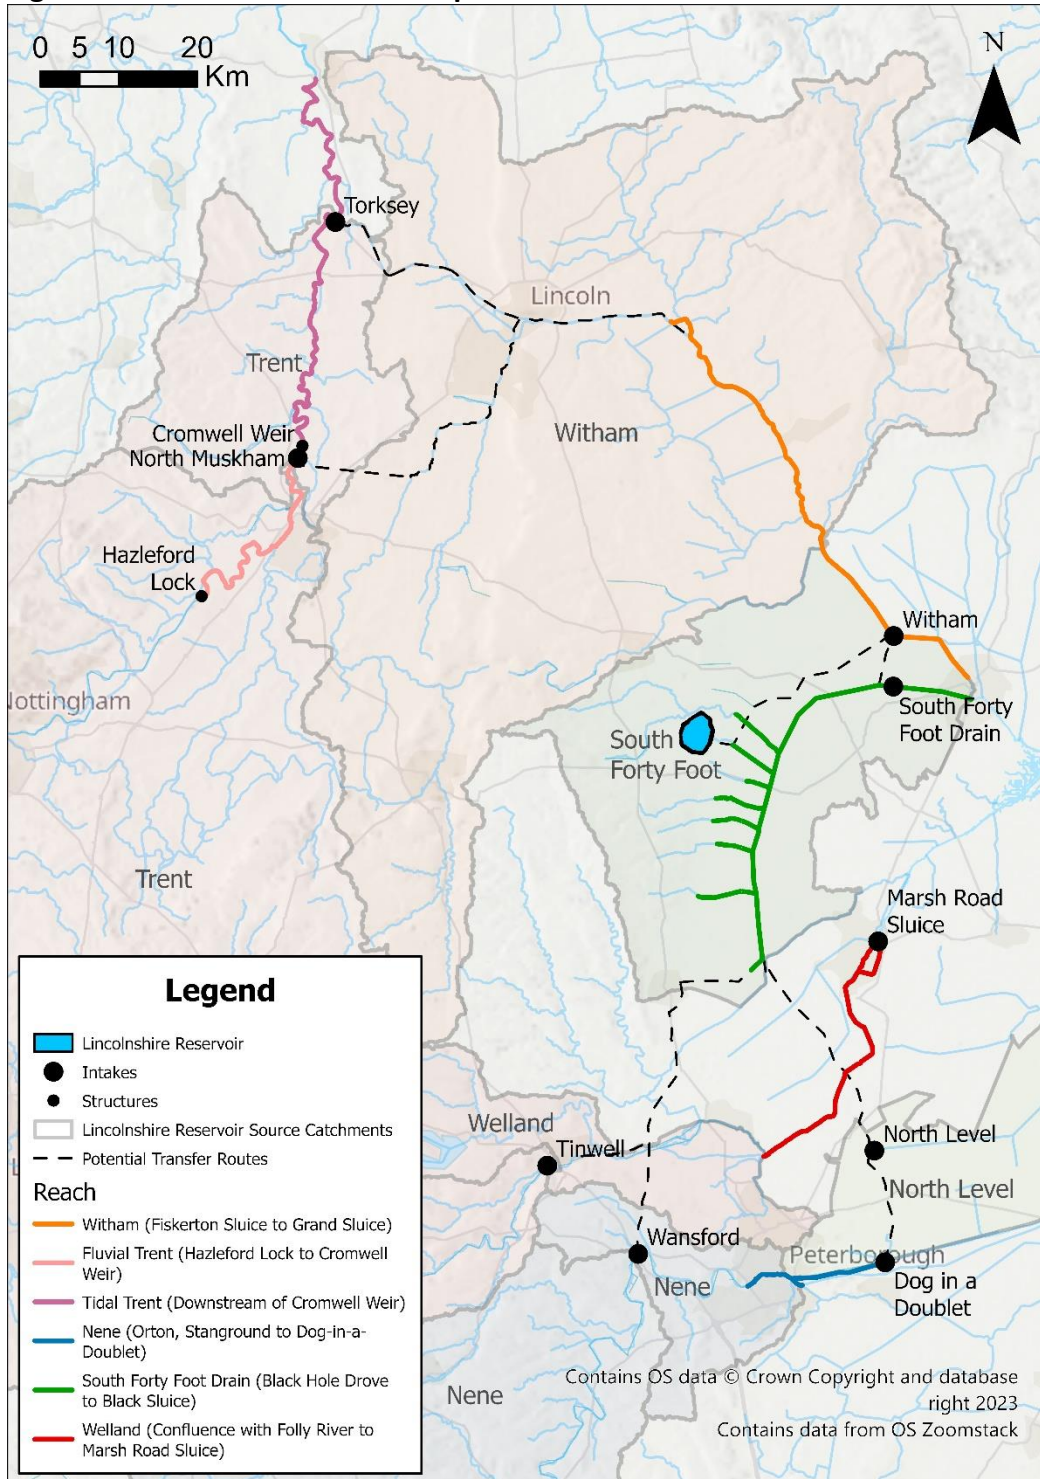 0 5 10 20
Km
N
Torksey
Lincoln
Trent
Cromwell Weir
North Muskham
Witham
Hazleford
Lock
Nottingham
Witham
South Forty
Foot Drain
South
Forty Foot
Trent
Marsh Road
Sluice
Welland
Tinwell
North Level
North Level
Wansford
Peterborough
Nene
Dog in a
Doublet
Nene
Legend
Lincolnshire Reservoir
Intakes
Structures
Lincolnshire Reservoir Source Catchments
Potential Transfer Routes
Reach
Witham (Fiskerton Sluice to Grand Sluice)
Fluvial Trent (Hazleford Lock to Cromwell
Weir)
Tidal Trent (Downstream of Cromwell Weir)
Nene (Orton, Stanground to Dog-in-a-
Doublet)
South Forty Foot Drain (Black Hole Drove
to Black Sluice)
Welland (Confluence with Folly River to
Marsh Road Sluice)
Contains OS data © Crown Copyright and database
right 2023
Contains data from OS Zoomstack